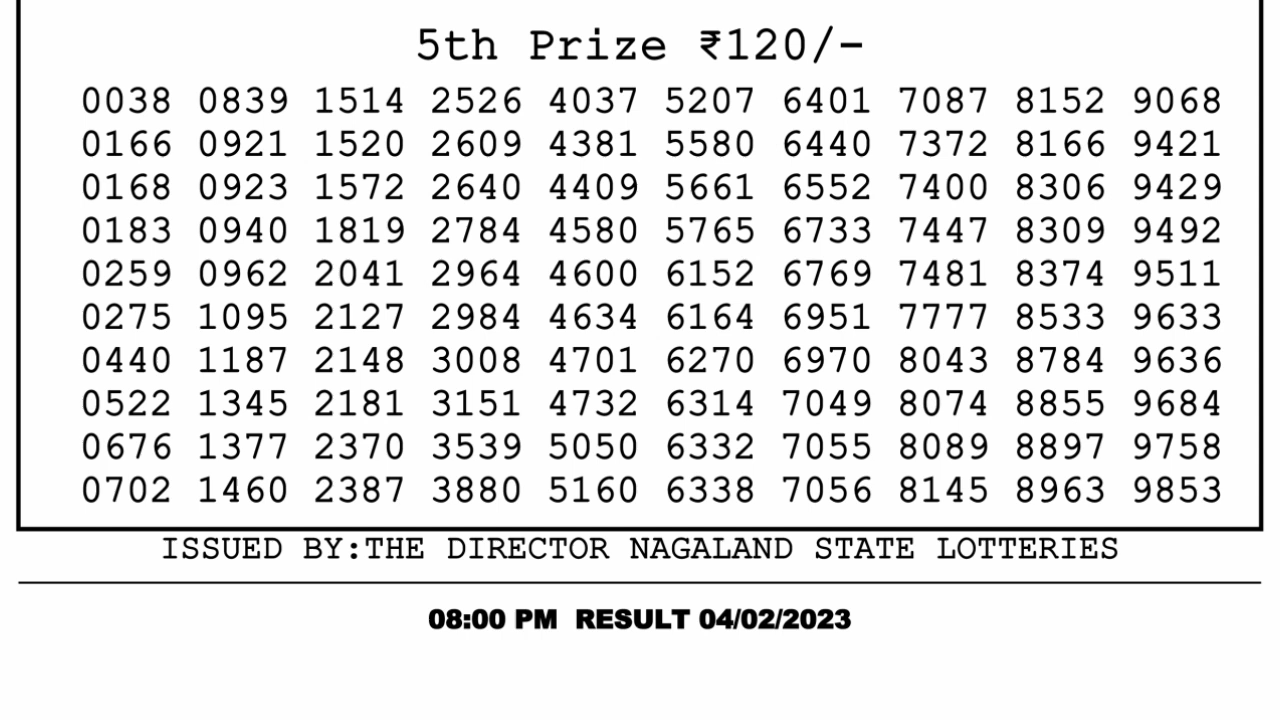 5th Prize ₹120/-
0038 0839 1514 2526 4037 5207 6401 7087 8152 9068
0166 0921 1520 2609 4381 5580 6440 7372 8166 9421
0168 0923 1572 2640 4409 5661 6552 7400 8306 9429
0183 0940 1819 2784 4580 5765 6733 7447 8309 9492
0259 0962 2041 2964 4600 6152 6769 7481 8374 9511
0275 1095 2127 2984 4634 6164 6951 7777 8533 9633
0440 1187 2148 3008 4701 6270 6970 8043 8784 9636
0522 1345 2181 3151 4732 6314 7049 8074 8855 9684
0676 1377 2370 3539 5050 6332 7055 8089 8897 9758
0702 1460 2387 3880 5160 6338 7056 8145 8963 9853
ISSUED BY:THE DIRECTOR NAGALAND STATE LOTTERIES
08:00 PM RESULT 04/02/2023